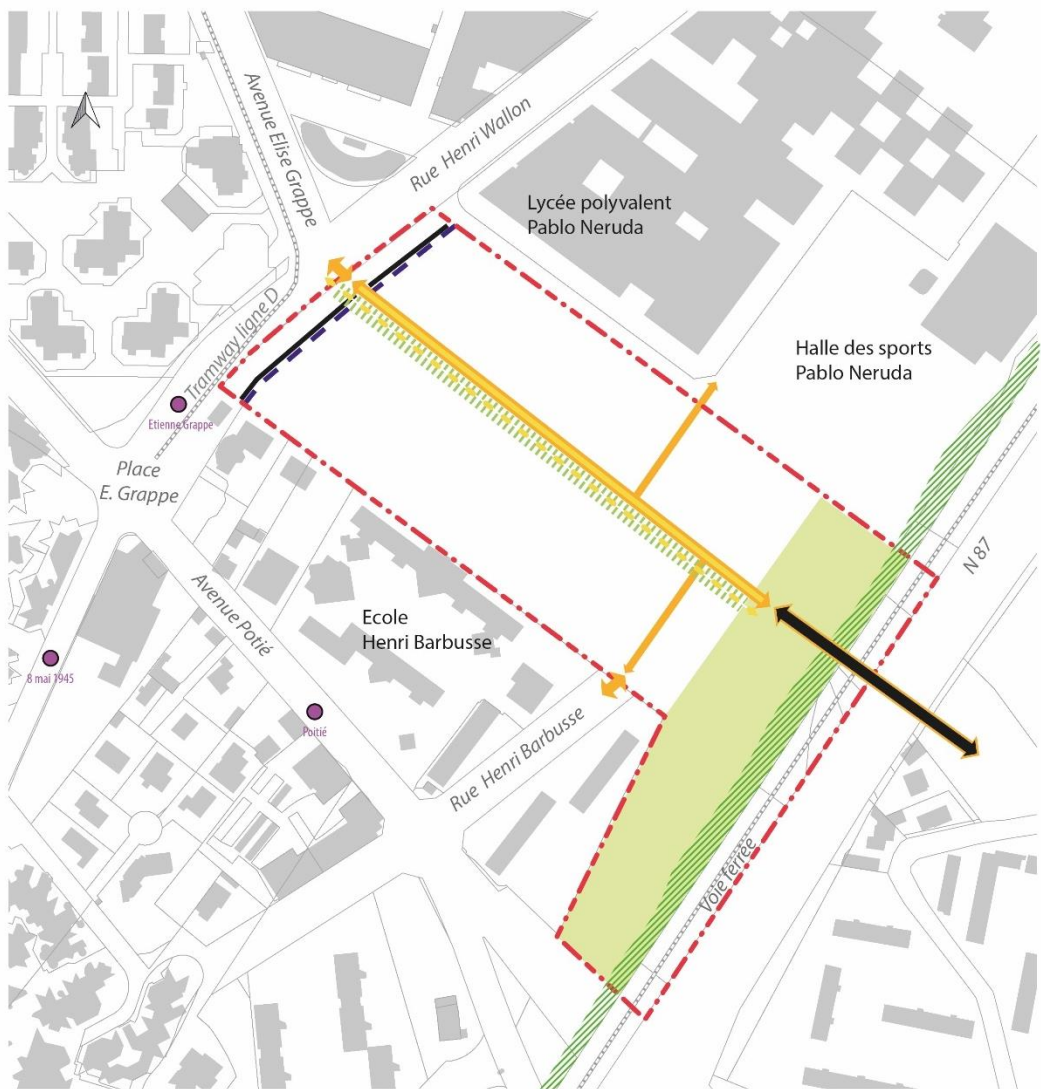 Avenue Elise Grappe
Rue Henri Wallon
Lycée polyvalent
Pablo Neruda
Tramway ligne D
Halle des sports
Pablo Neruda
Etienne Grappe
Place
E. Grappe
N 87
Avenue Potié
Ecole
Henri Barbusse
8 mai 1945
Poitié
Rue Henri Barbusse
Voie ferrée